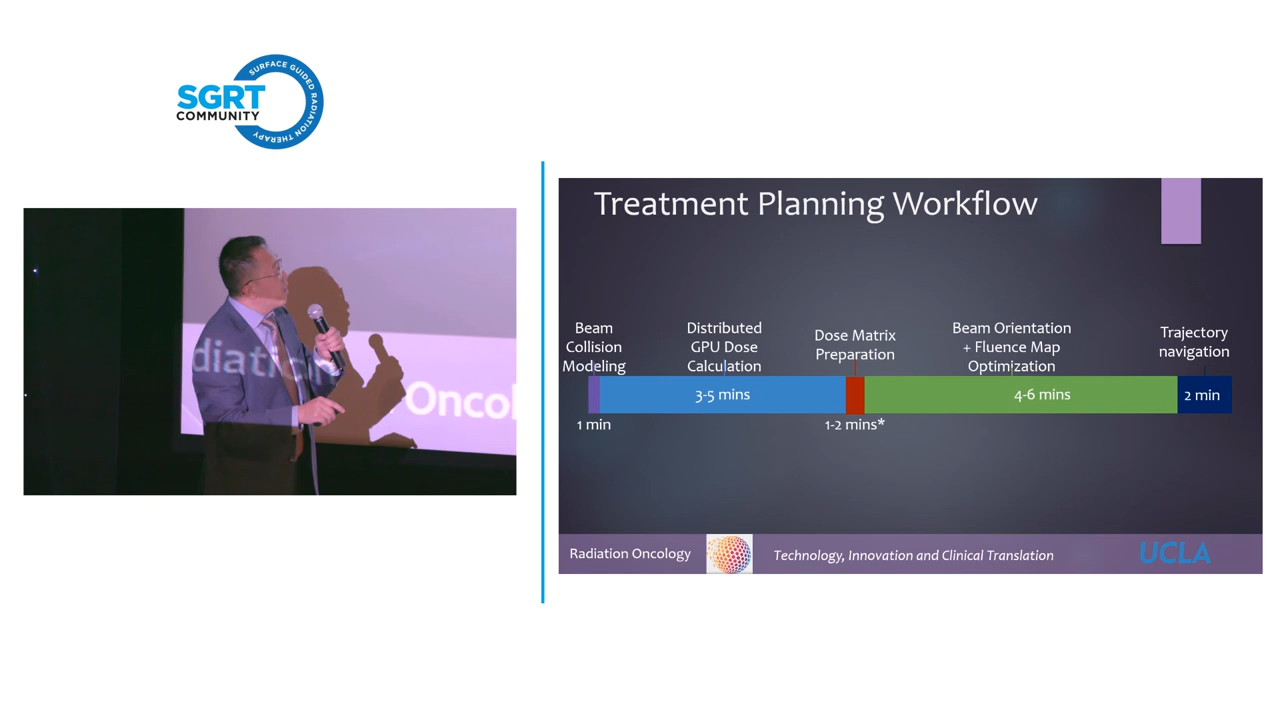 SURFACE GUIDED RADIATION THERAPY
SGRT
COMMUNITY
diation
Oncol
Treatment Planning Workflow
Beam
Collision
Modeling
Distributed
GPU Dose
Calculation
Dose Matrix
Preparation
Beam Orientation
+ Fluence Map
Optimization
Trajectory
navigation
3-5 mins
4-6 mins
2 min
1 min
1-2 mins*
Radiation Oncology
Technology, Innovation and Clinical Translation
UCLA